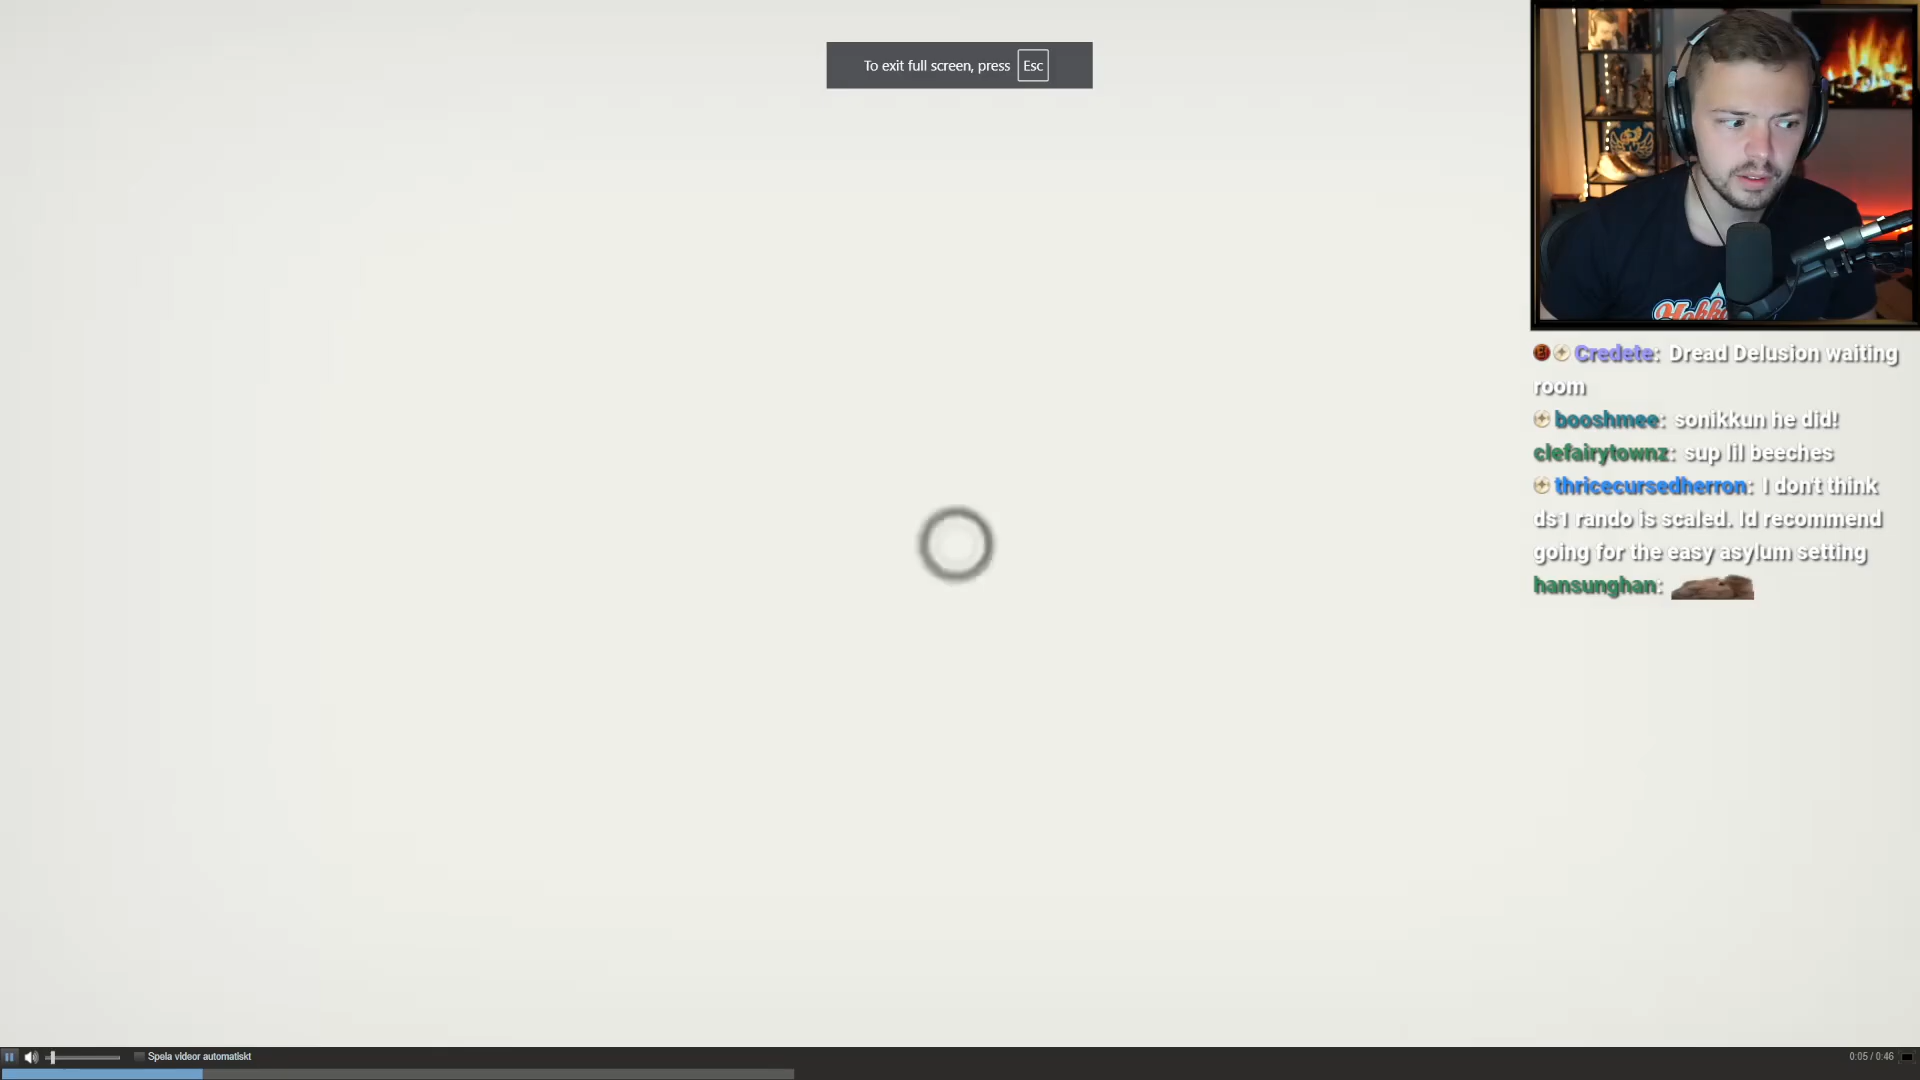 To exit full screen, press Esc
Credete: Dread Delusion waiting
room
booshmee: sonikkun he did!
clefairytownz: sup lil beeches
thricecursedherron: I don't think
ds1 rando is scaled. Id recommend
going for the easy asylum setting
hansunghan:
Spela videor automatiskt
0:05 / 0:46